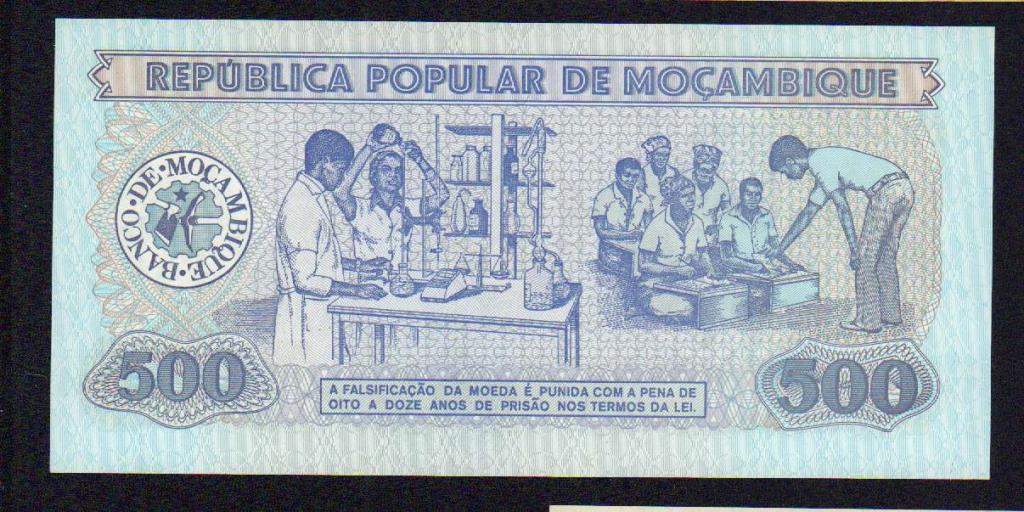 REPÚBLICA POPULAR DE MOÇAMBIQUE
BANCO·DE·MOÇAMBIQUE·
500
500
A FALSIFICAÇÃO DA MOEDA É PUNIDA COM A PENA DE
OITO A DOZE ANOS DE PRISÃO NOS TERMOS DA LEI.